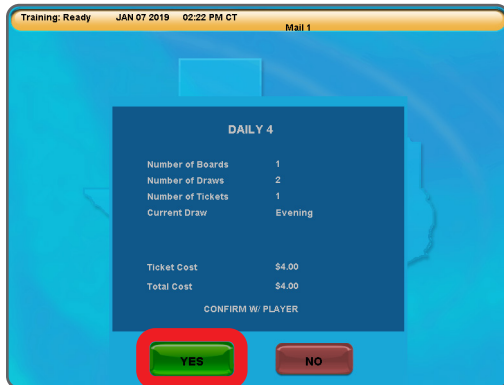 Training: Ready JAN 07 2019 02:22 PM CT
Mail 1
DAILY 4
Number of Boards 1
Number of Draws 2
Number of Tickets 1
Current Draw Evening
Ticket Cost $4.00
Total Cost $4.00
CONFIRM W/ PLAYER
YES NO